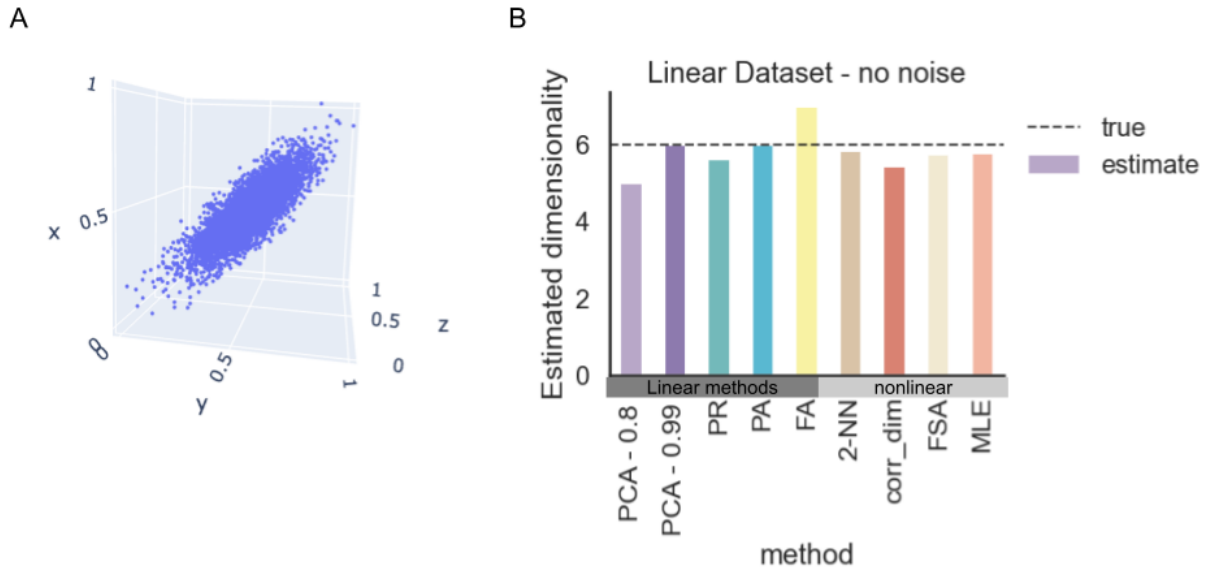 A
1
x
0.5
0
0
y
0.5
1
1
0.5
0
z
B
Linear Dataset - no noise
Estimated dimensionality
6
4
2
0
true
estimate
Linear methods
nonlinear
PCA - 0.8
PCA - 0.99
PR
PA
FA
2-NN
corr_dim
FSA
MLE
method